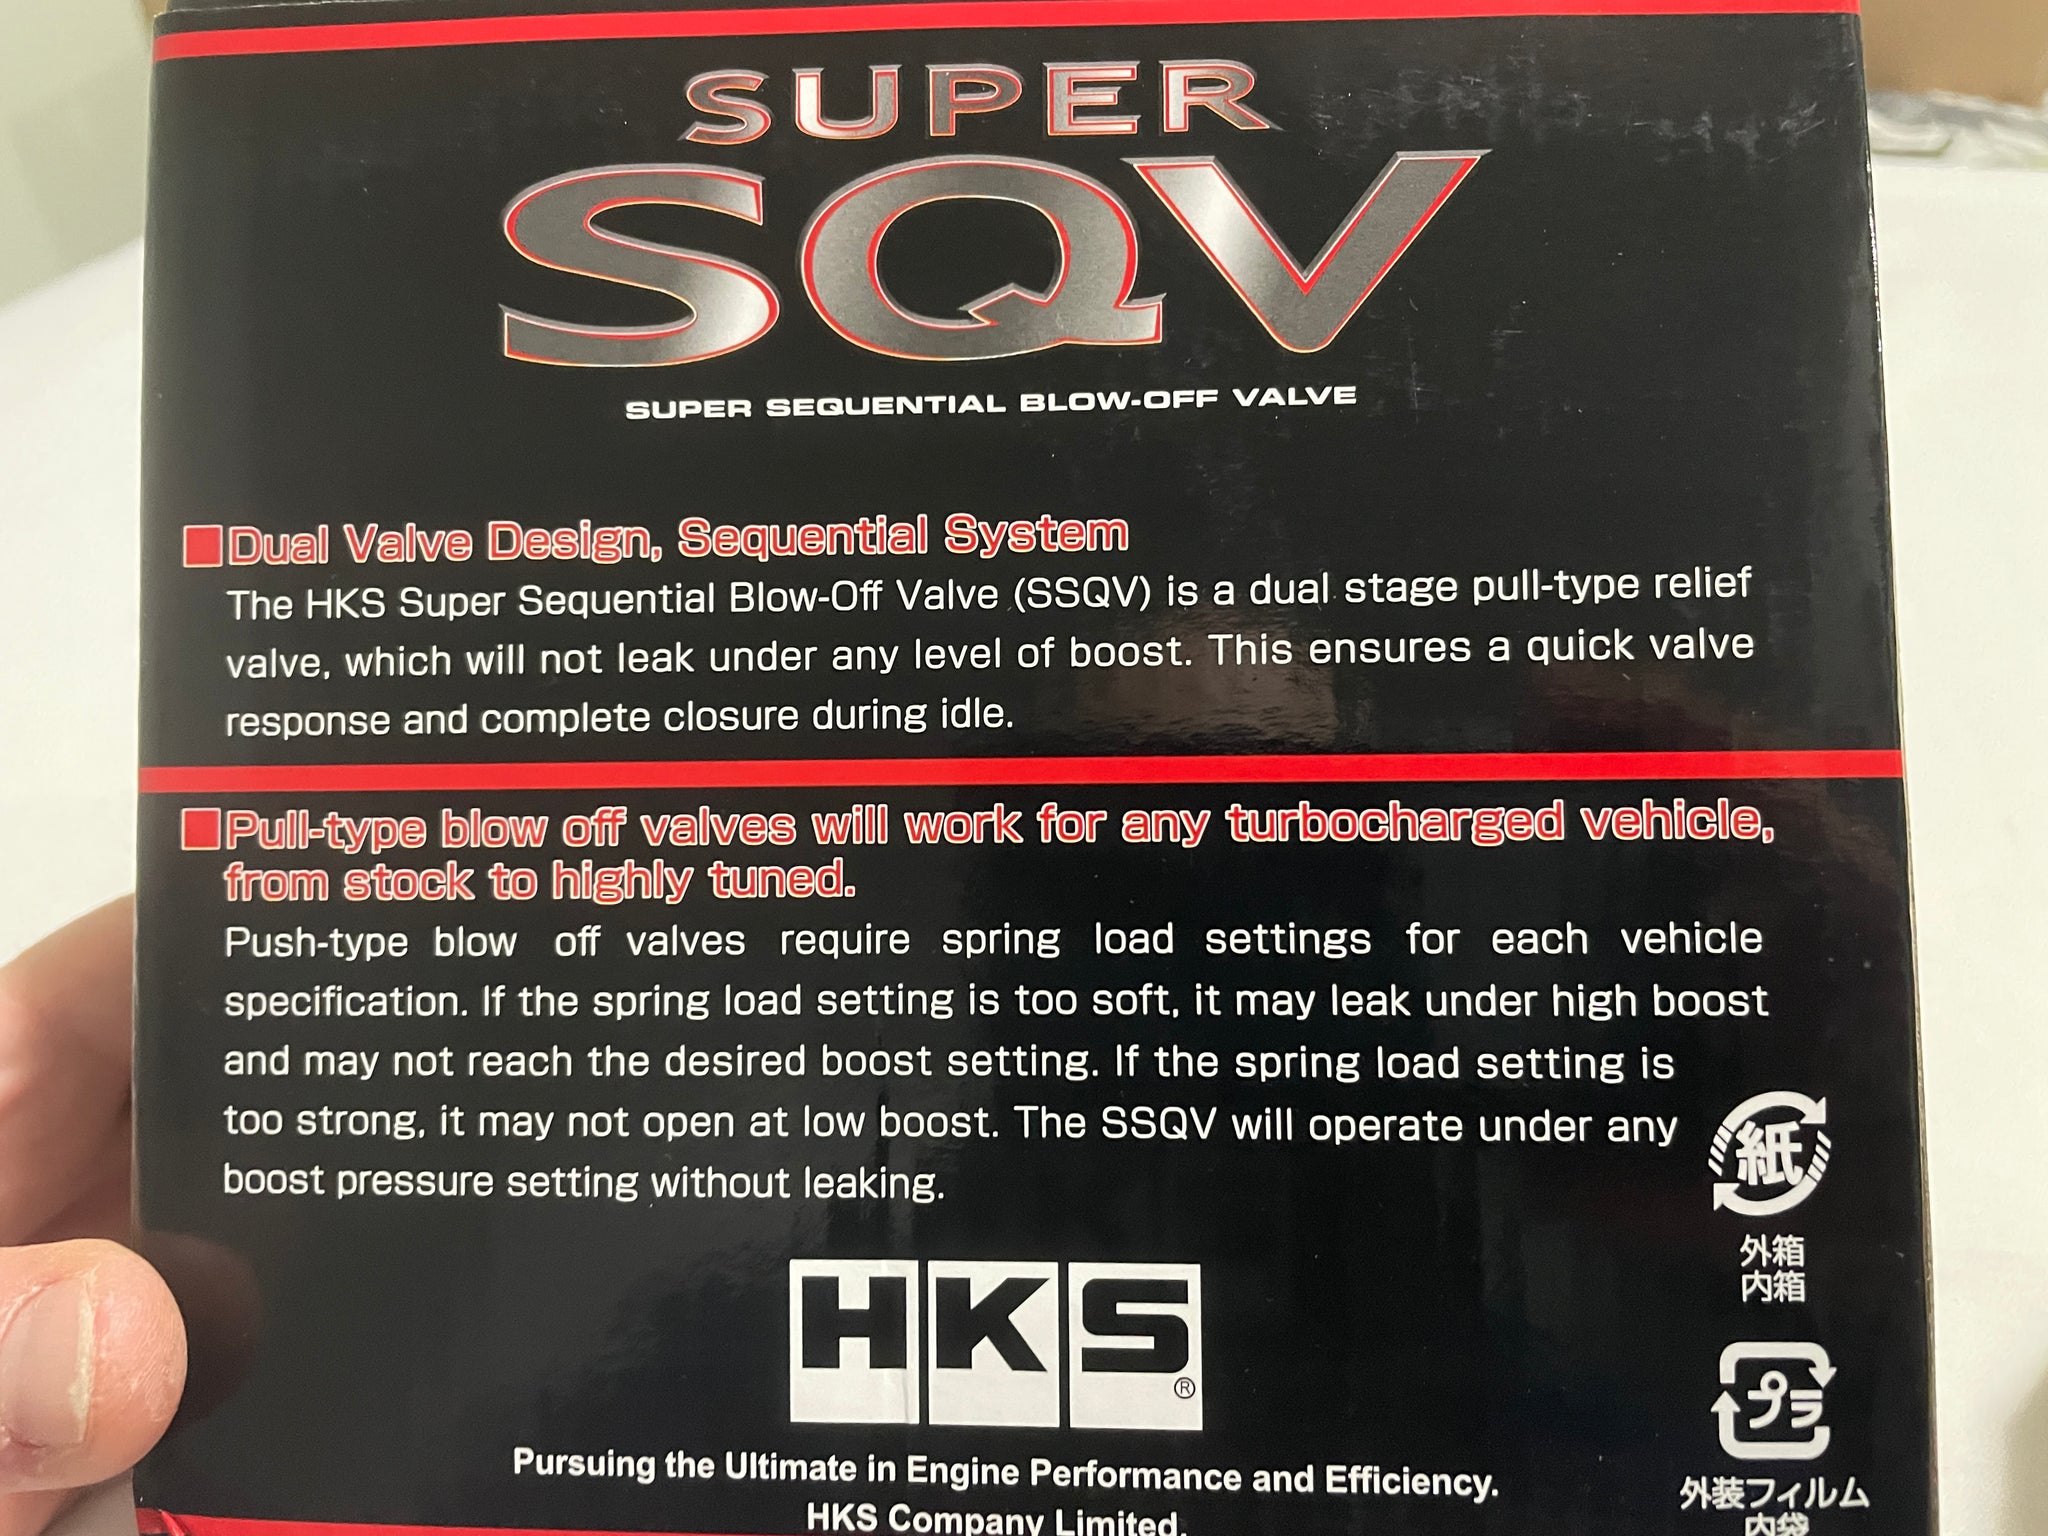 SUPER
SQV
SUPER SEQUENTIAL BLOW-OFF VALVE
■Dual Valve Design, Sequential System
The HKS Super Sequential Blow-Off Valve (SSQV) is a dual stage pull-type relief
valve, which will not leak under any level of boost. This ensures a quick valve
response and complete closure during idle.
■Pull-type blow off valves will work for any turbocharged vehicle,
from stock to highly tuned.
Push-type blow off valves require spring load settings for each vehicle
specification. If the spring load setting is too soft, it may leak under high boost
and may not reach the desired boost setting. If the spring load setting is
too strong, it may not open at low boost. The SSQV will operate under any
boost pressure setting without leaking.
紙
外箱
内箱
HKS®
プラ
外装フィルム
内袋
Pursuing the Ultimate in Engine Performance and Efficiency.
HKS Company Limited.